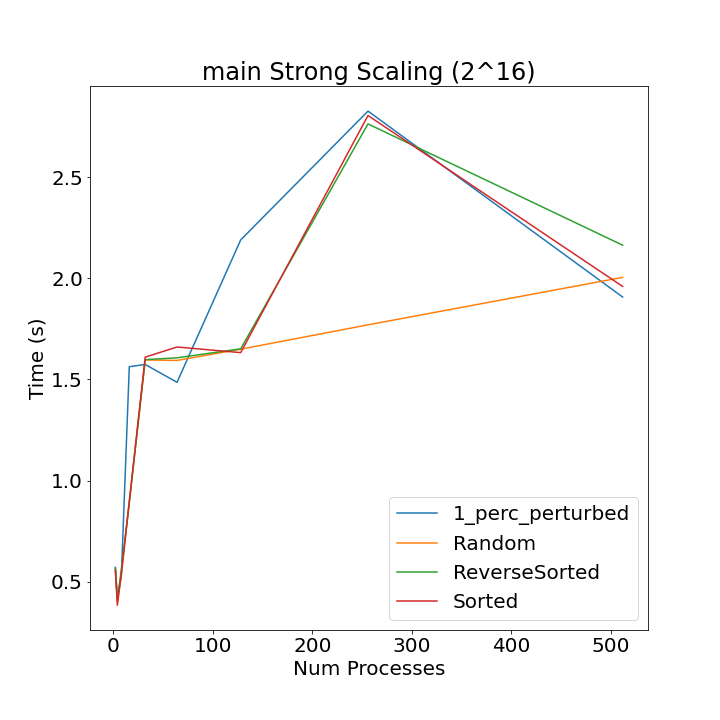 main Strong Scaling (2^16)
Time (s)
2.5
2.0
1.5
1.0
0.5
0 100 200 300 400 500
Num Processes
1_perc_perturbed
Random
ReverseSorted
Sorted